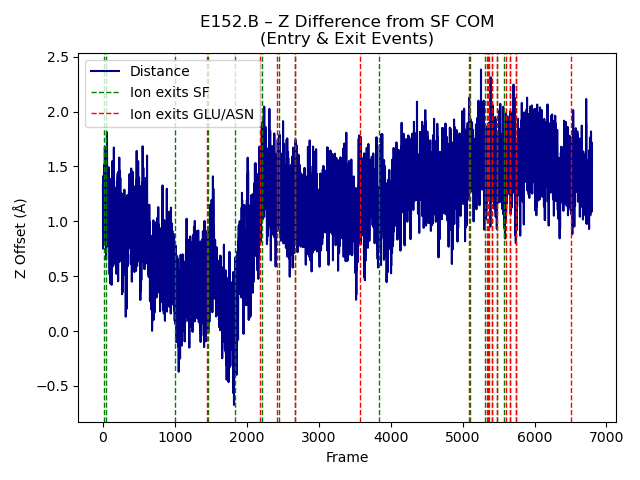 E152.B – Z Difference from SF COM
(Entry & Exit Events)
Distance
Ion exits SF
Ion exits GLU/ASN
Z Offset (Å)
2.5
2.0
1.5
1.0
0.5
0.0
−0.5
0 1000 2000 3000 4000 5000 6000 7000
Frame